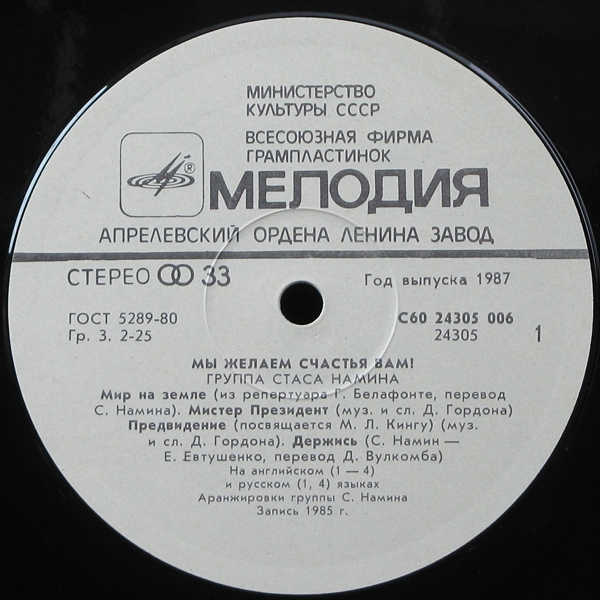 МИНИСТЕРСТВО
КУЛЬТУРЫ СССР
ВСЕСОЮЗНАЯ ФИРМА
ГРАМПЛАСТИНОК
®
МЕЛОДИЯ
АПРЕЛЕВСКИЙ ОРДЕНА ЛЕНИНА ЗАВОД
СТЕРЕО 33
Год выпуска 1987
ГОСТ 5289-80
Гр. 3. 2-25
С60 24305 006
24305 1
МЫ ЖЕЛАЕМ СЧАСТЬЯ ВАМ!
ГРУППА СТАСА НАМИНА
Мир на земле (из репертуара Г. Белафонте, перевод
С. Намина). Мистер Президент (муз. и сл. Д. Гордона)
Предвидение (посвящается М. Л. Кингу) (муз.
и сл. Д. Гордона). Держись (С. Намин —
Е. Евтушенко, перевод Д. Вулкомба)
На английском (1 — 4)
и русском (1, 4) языках
Аранжировки группы С. Намина
Запись 1985 г.